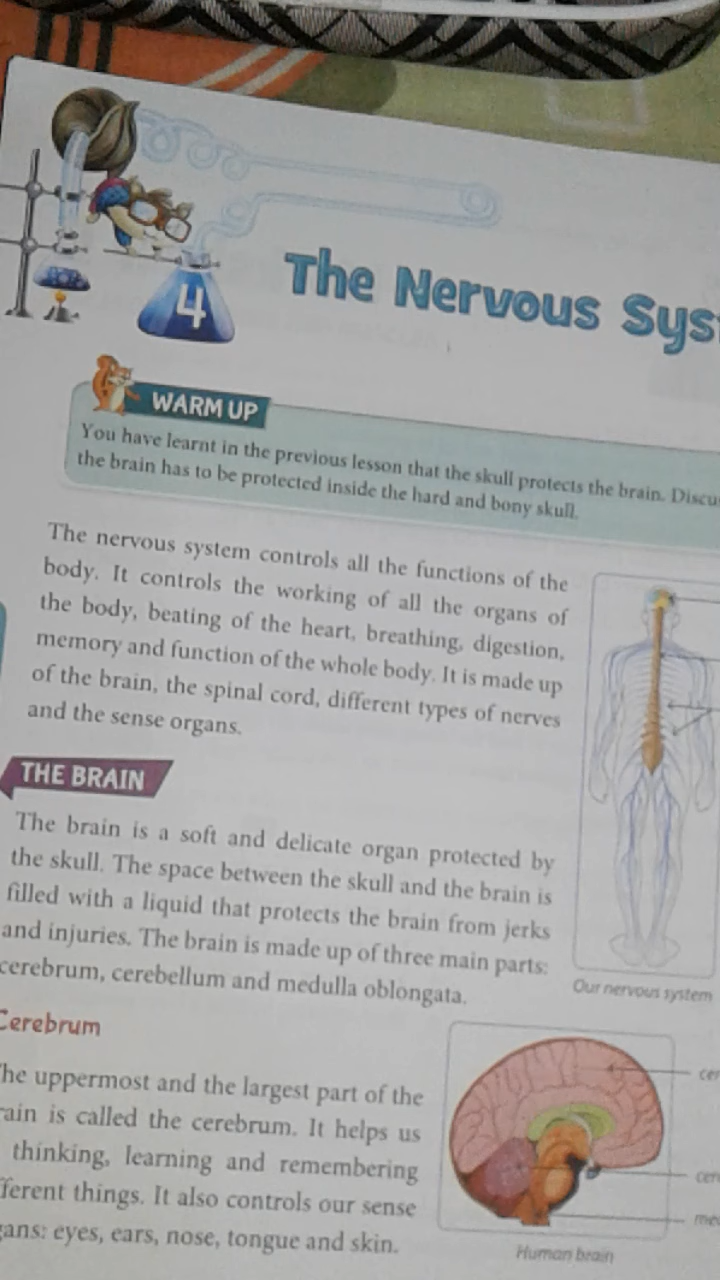 4
The Nervous Sys
WARM UP
You have learnt in the previous lesson that the skull protects the brain. Discu
the brain has to be protected inside the hard and bony skull.
The nervous system controls all the functions of the
body. It controls the working of all the organs of
the body, beating of the heart, breathing, digestion,
memory and function of the whole body. It is made up
of the brain, the spinal cord, different types of nerves
and the sense organs.
Our nervous system
THE BRAIN
The brain is a soft and delicate organ protected by
the skull. The space between the skull and the brain is
filled with a liquid that protects the brain from jerks
and injuries. The brain is made up of three main parts:
cerebrum, cerebellum and medulla oblongata.
Cerebrum
he uppermost and the largest part of the
rain is called the cerebrum. It helps us
thinking, learning and remembering
ferent things. It also controls our sense
gans: eyes, ears, nose, tongue and skin.
cer
cer
me
Human brain